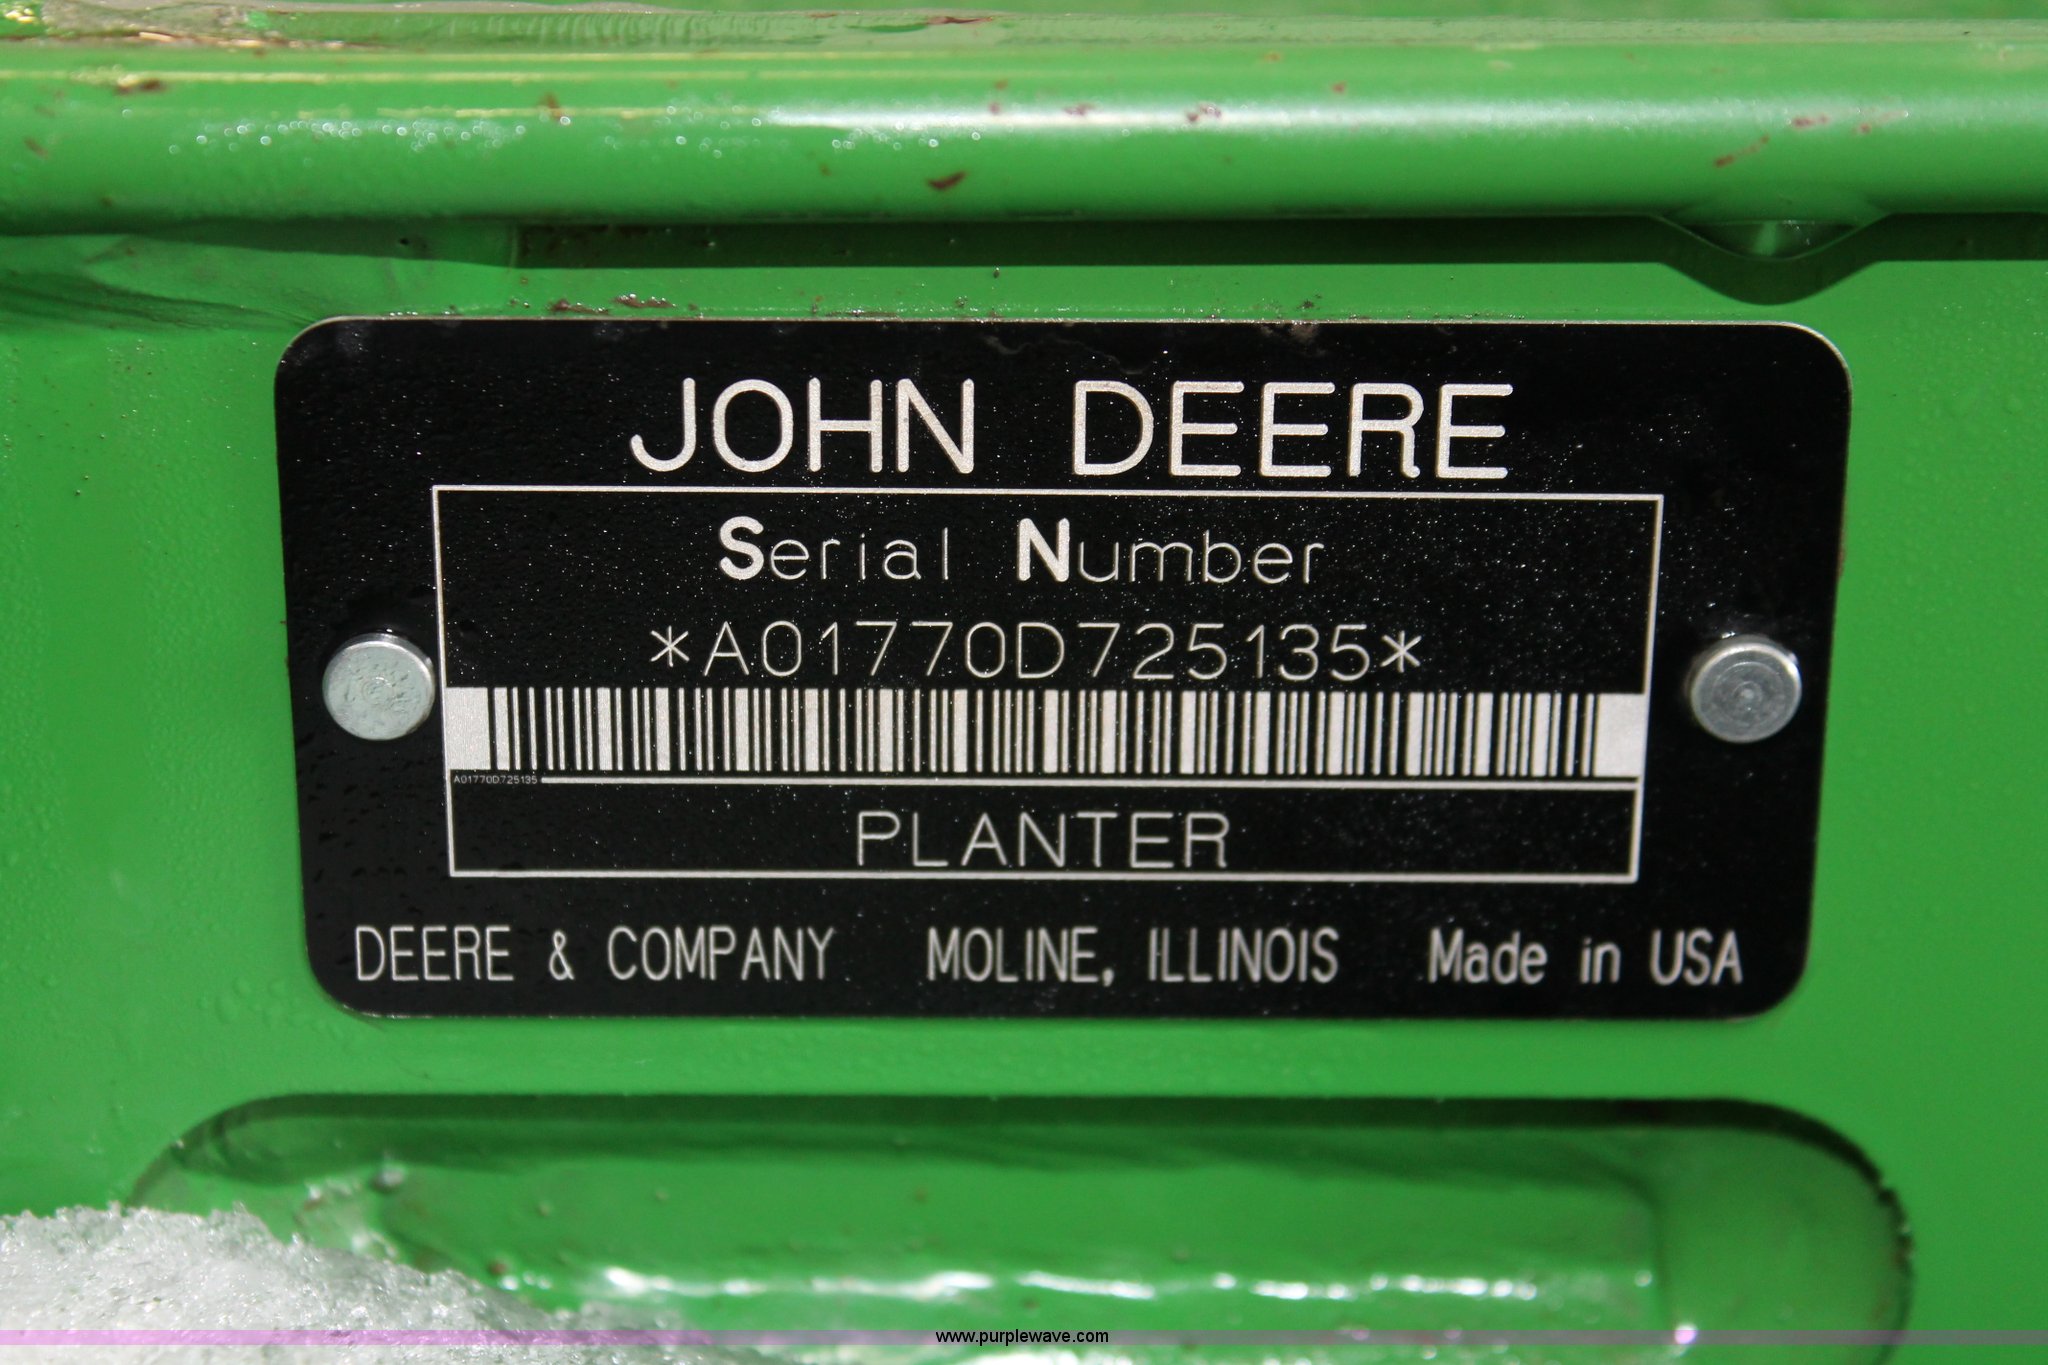 JOHN DEERE
Serial Number
*A01770D725135*
A01770D725135
PLANTER
DEERE & COMPANY MOLINE, ILLINOIS Made in USA
www.purplewave.com